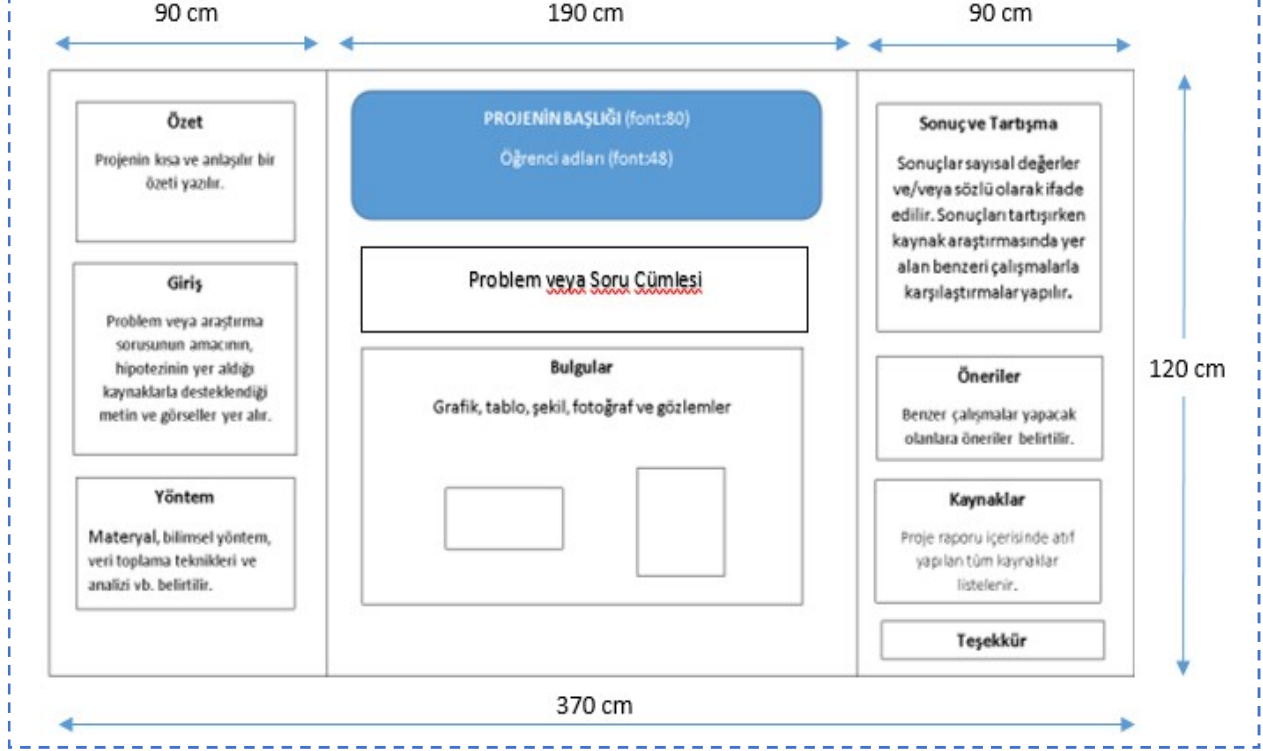 90 cm
190 cm
90 cm
Özet
Projenin kısa ve anlaşılır bir
özeti yazılır.
Giriş
Problem veya araştırma
sorusunun amacının,
hipotezinin yer aldığı
kaynaklarla desteklendiği
metin ve görseller yer alır.
Yöntem
Materyal, bilimsel yöntem,
veri toplama teknikleri ve
analizi vb. belirtilir.
PROJENİN BAŞLIĞI (font:80)
Öğrenci adları (font:48)
Problem veya Soru Cümlesi
Bulgular
Grafik, tablo, şekil, fotoğraf ve gözlemler
Sonuç ve Tartışma
Sonuçlar sayısal değerler
ve/veya sözlü olarak ifade
edilir. Sonuçları tartışırken
kaynak araştırmasında yer
alan benzeri çalışmalarla
karşılaştırmalar yapılır.
Öneriler
Benzer çalışmalar yapacak
olanlara öneriler belirtilir.
Kaynaklar
Proje raporu içerisinde atıf
yapılan tüm kaynaklar
listelenir.
Teşekkür
120 cm
370 cm